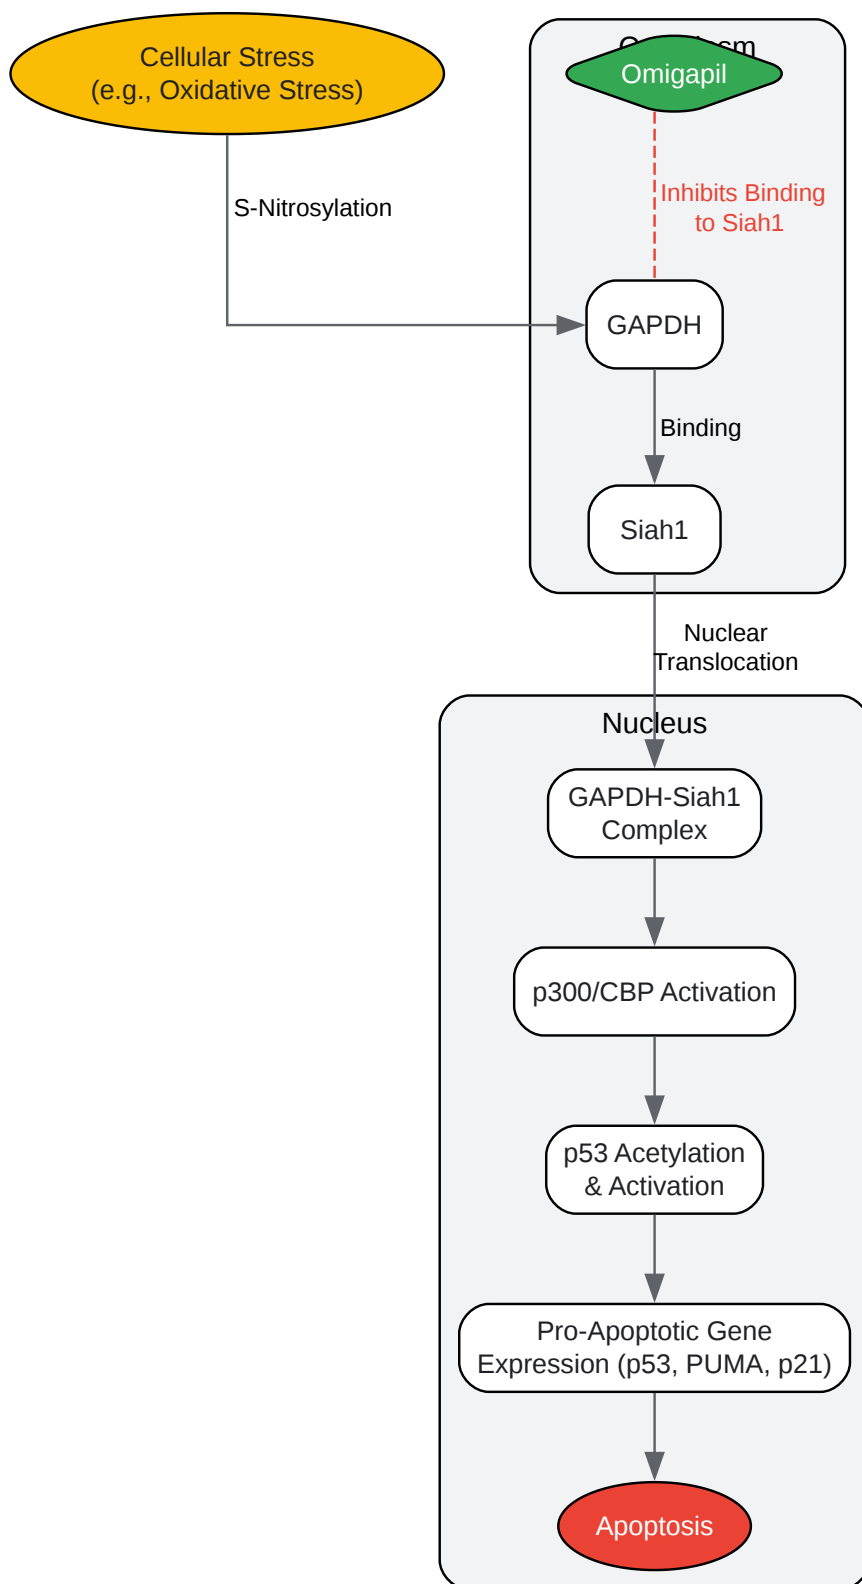 Cellular Stress
(e.g., Oxidative Stress)
Omigapil
S-Nitrosylation
Inhibits Binding
to Siah1
GAPDH
Binding
Siah1
Nuclear
Translocation
Nucleus
GAPDH-Siah1
Complex
p300/CBP Activation
p53 Acetylation
& Activation
Pro-Apoptotic Gene
Expression (p53, PUMA, p21)
Apoptosis